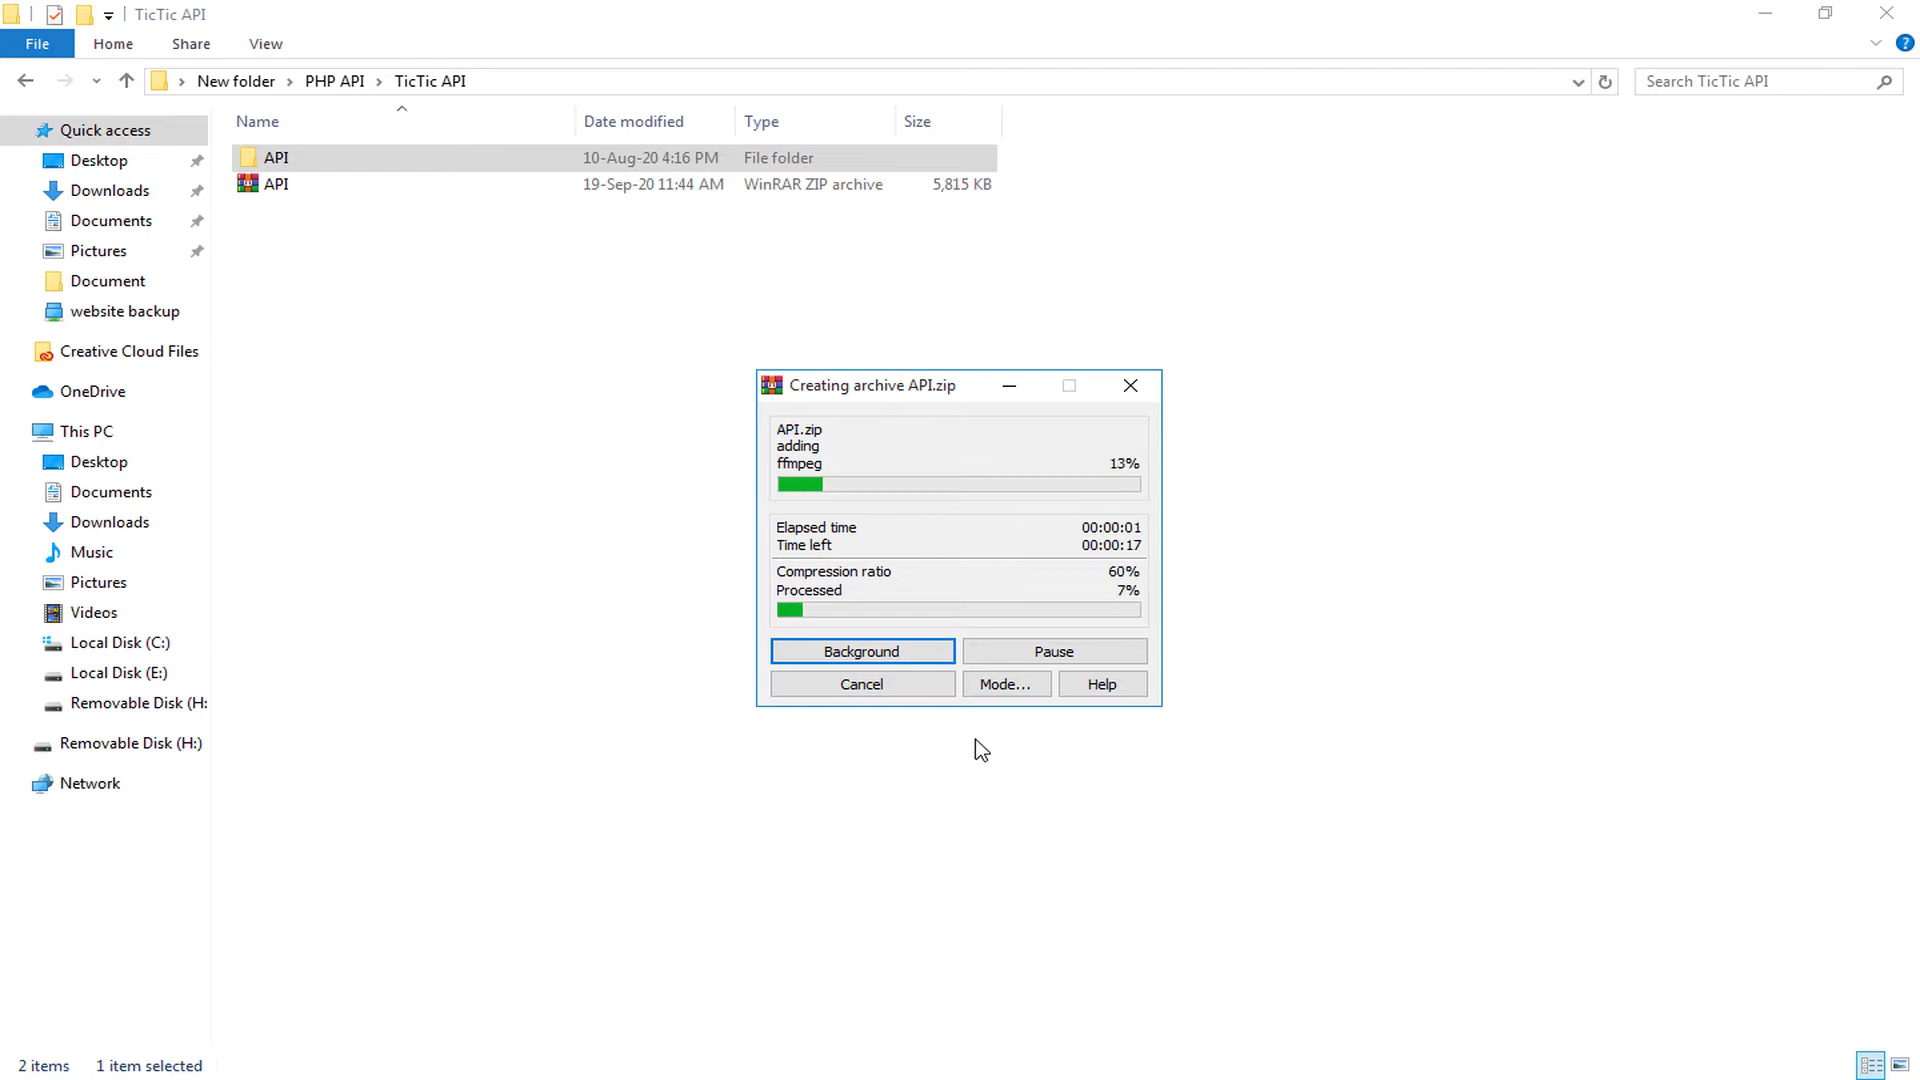 TicTic API
File Home Share View
New folder PHP API TicTic API Search TicTic API
Name Date modified Type Size
API 10-Aug-20 4:16 PM File folder
API 19-Sep-20 11:44 AM WinRAR ZIP archive 5,815 KB
Quick access
Desktop
Downloads
Documents
Pictures
Document
website backup
Creative Cloud Files
OneDrive
This PC
Desktop
Documents
Downloads
Music
Pictures
Videos
Local Disk (C:)
Local Disk (E:)
Removable Disk (H:
Removable Disk (H:)
Network
Creating archive API.zip
API.zip
adding
ffmpeg 13%
Elapsed time 00:00:01
Time left 00:00:17
Compression ratio 60%
Processed 7%
Background Pause
Cancel Mode... Help
2 items 1 item selected